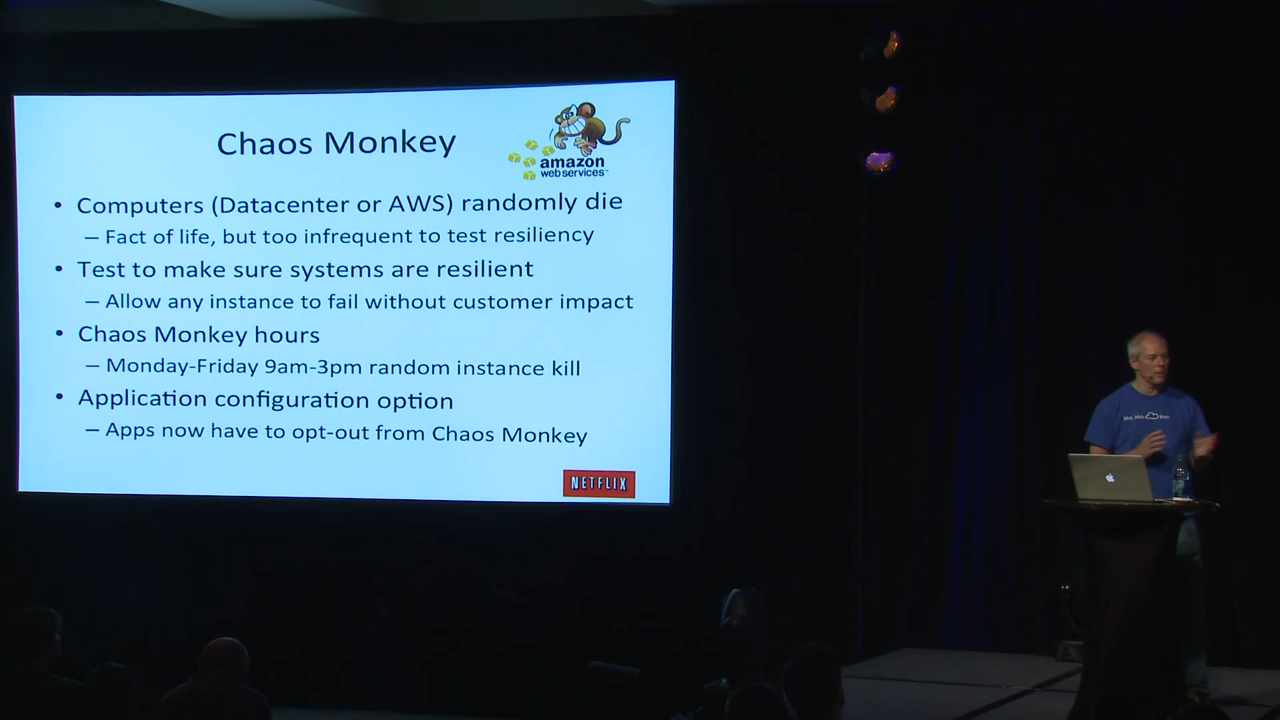 Chaos Monkey
amazon
webservices™
• Computers (Datacenter or AWS) randomly die
– Fact of life, but too infrequent to test resiliency
• Test to make sure systems are resilient
– Allow any instance to fail without customer impact
• Chaos Monkey hours
– Monday-Friday 9am-3pm random instance kill
• Application configuration option
– Apps now have to opt-out from Chaos Monkey
NETFLIX